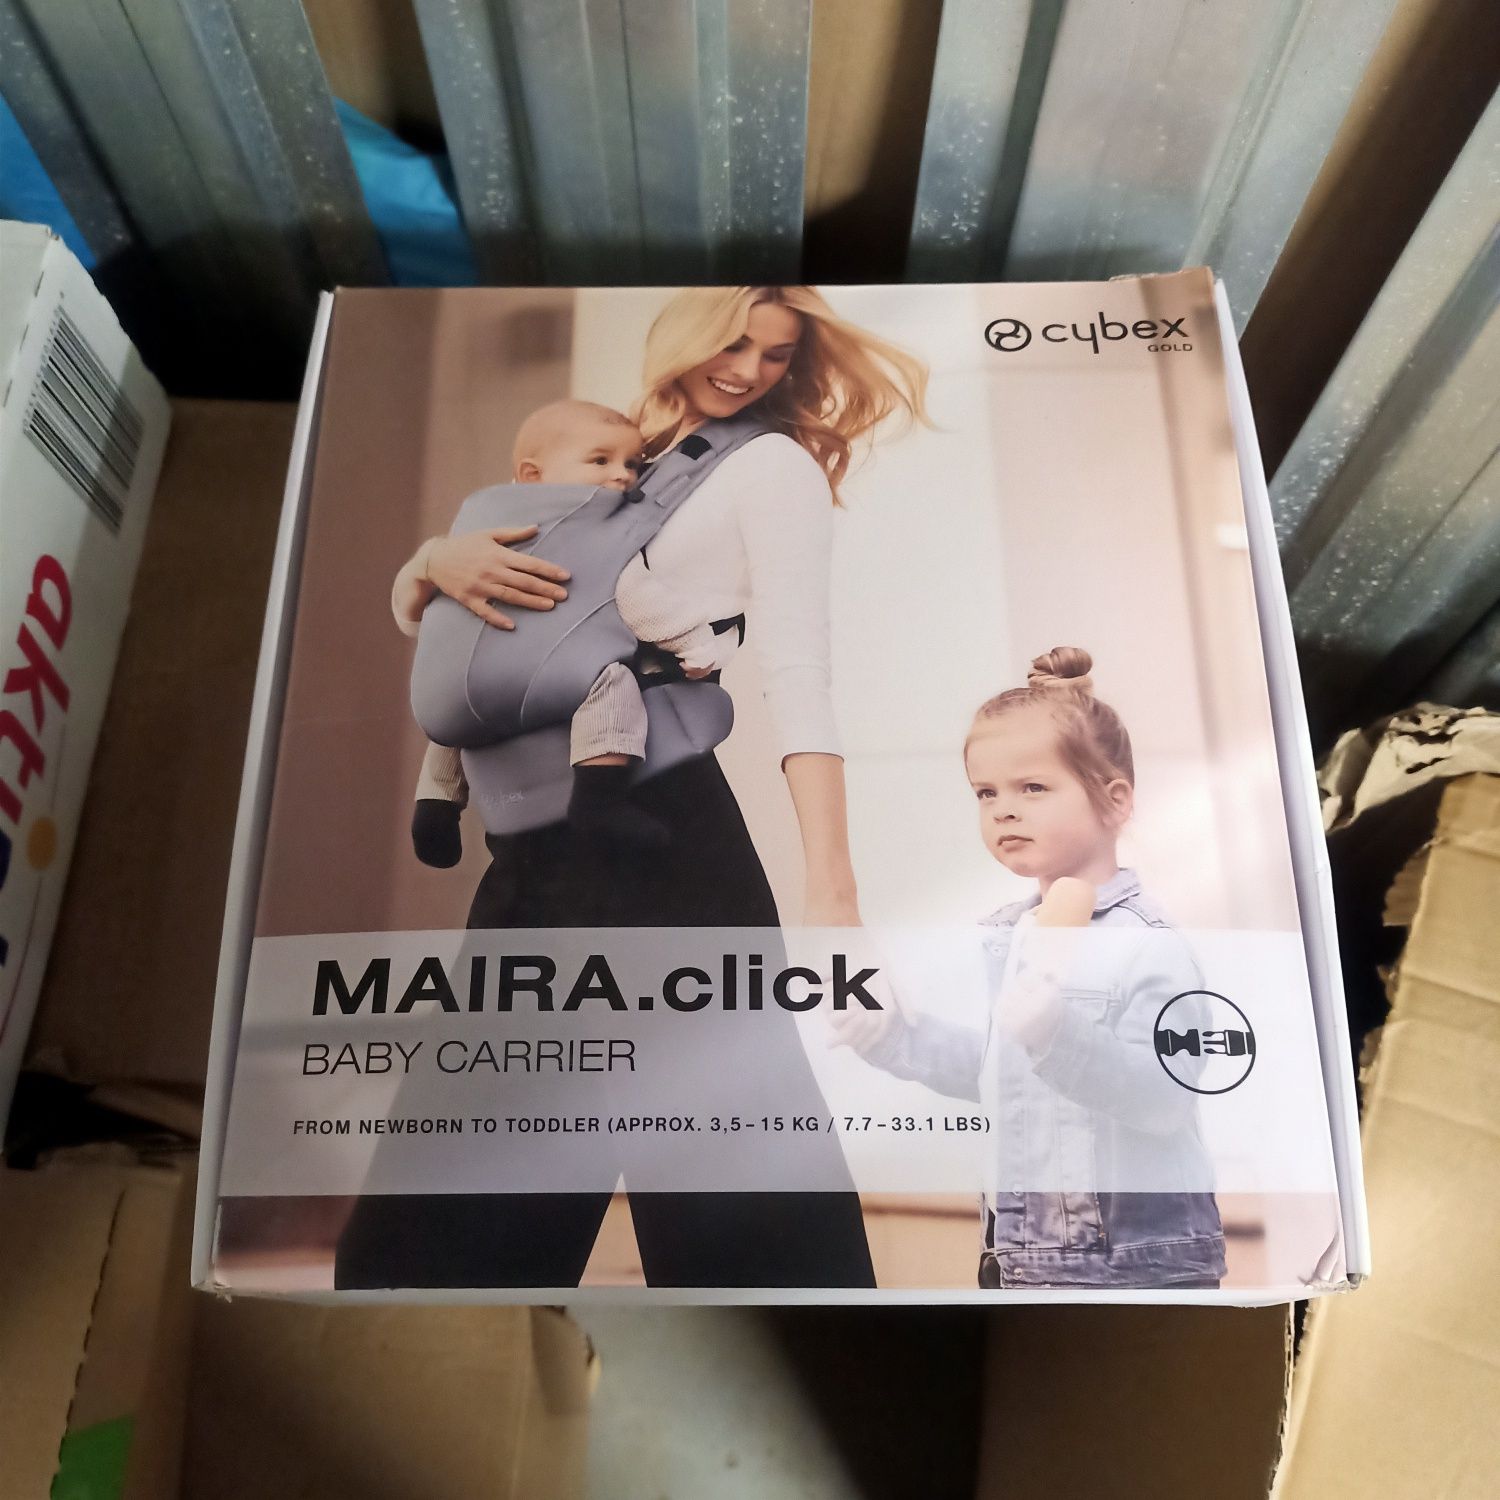 cybex
GOLD
MAIRA.click
BABY CARRIER
FROM NEWBORN TO TODDLER (APPROX. 3,5–15 KG / 7.7–33.1 LBS)
cybex